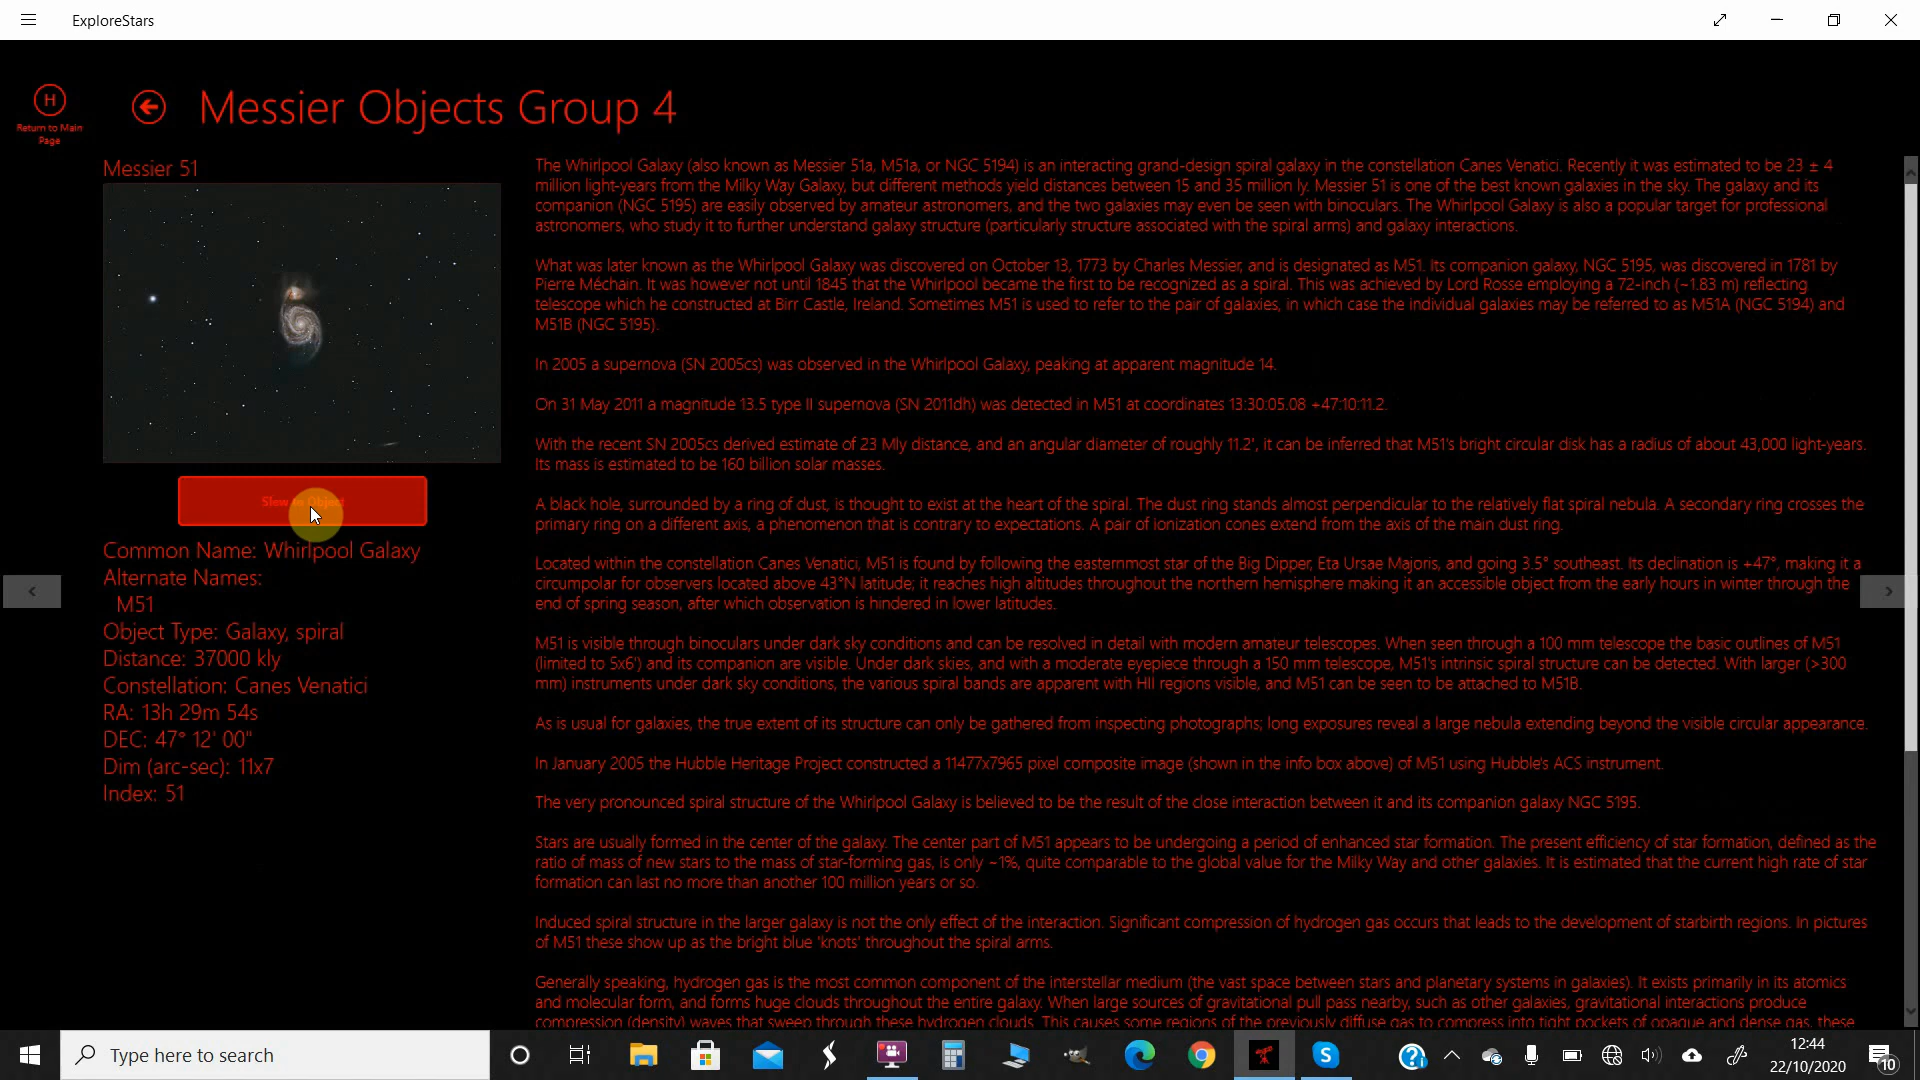 ExploreStars
H
Return to Main
Page
Messier Objects Group 4
Messier 51
Slew to Object
Common Name: Whirlpool Galaxy
Alternate Names:
M51
Object Type: Galaxy, spiral
Distance: 37000 kly
Constellation: Canes Venatici
RA: 13h 29m 54s
DEC: 47° 12' 00"
Dim (arc-sec): 11x7
Index: 51
The Whirlpool Galaxy (also known as Messier 51a, M51a, or NGC 5194) is an interacting grand-design spiral galaxy in the constellation Canes Venatici. Recently it was estimated to be 23 ± 4
million light-years from the Milky Way Galaxy, but different methods yield distances between 15 and 35 million ly. Messier 51 is one of the best known galaxies in the sky. The galaxy and its
companion (NGC 5195) are easily observed by amateur astronomers, and the two galaxies may even be seen with binoculars. The Whirlpool Galaxy is also a popular target for professional
astronomers, who study it to further understand galaxy structure (particularly structure associated with the spiral arms) and galaxy interactions.
What was later known as the Whirlpool Galaxy was discovered on October 13, 1773 by Charles Messier, and is designated as M51. Its companion galaxy, NGC 5195, was discovered in 1781 by
Pierre Méchain. It was however not until 1845 that the Whirlpool became the first to be recognized as a spiral. This was achieved by Lord Rosse employing a 72-inch (~1.83 m) reflecting
telescope which he constructed at Birr Castle, Ireland. Sometimes M51 is used to refer to the pair of galaxies, in which case the individual galaxies may be referred to as M51A (NGC 5194) and
M51B (NGC 5195).
In 2005 a supernova (SN 2005cs) was observed in the Whirlpool Galaxy, peaking at apparent magnitude 14.
On 31 May 2011 a magnitude 13.5 type II supernova (SN 2011dh) was detected in M51 at coordinates 13:30:05.08 +47:10:11.2.
With the recent SN 2005cs derived estimate of 23 Mly distance, and an angular diameter of roughly 11.2', it can be inferred that M51's bright circular disk has a radius of about 43,000 light-years.
Its mass is estimated to be 160 billion solar masses.
A black hole, surrounded by a ring of dust, is thought to exist at the heart of the spiral. The dust ring stands almost perpendicular to the relatively flat spiral nebula. A secondary ring crosses the
primary ring on a different axis, a phenomenon that is contrary to expectations. A pair of ionization cones extend from the axis of the main dust ring.
Located within the constellation Canes Venatici, M51 is found by following the easternmost star of the Big Dipper, Eta Ursae Majoris, and going 3.5° southeast. Its declination is +47°, making it a
circumpolar for observers located above 43°N latitude; it reaches high altitudes throughout the northern hemisphere making it an accessible object from the early hours in winter through the
end of spring season, after which observation is hindered in lower latitudes.
M51 is visible through binoculars under dark sky conditions and can be resolved in detail with modern amateur telescopes. When seen through a 100 mm telescope the basic outlines of M51
(limited to 5x6') and its companion are visible. Under dark skies, and with a moderate eyepiece through a 150 mm telescope, M51's intrinsic spiral structure can be detected. With larger (>300
mm) instruments under dark sky conditions, the various spiral bands are apparent with HII regions visible, and M51 can be seen to be attached to M51B.
As is usual for galaxies, the true extent of its structure can only be gathered from inspecting photographs; long exposures reveal a large nebula extending beyond the visible circular appearance.
In January 2005 the Hubble Heritage Project constructed a 11477x7965 pixel composite image (shown in the info box above) of M51 using Hubble's ACS instrument.
The very pronounced spiral structure of the Whirlpool Galaxy is believed to be the result of the close interaction between it and its companion galaxy NGC 5195.
Stars are usually formed in the center of the galaxy. The center part of M51 appears to be undergoing a period of enhanced star formation. The present efficiency of star formation, defined as the
ratio of mass of new stars to the mass of star-forming gas, is only ~1%, quite comparable to the global value for the Milky Way and other galaxies. It is estimated that the current high rate of star
formation can last no more than another 100 million years or so.
Induced spiral structure in the larger galaxy is not the only effect of the interaction. Significant compression of hydrogen gas occurs that leads to the development of starbirth regions. In pictures
of M51 these show up as the bright blue 'knots' throughout the spiral arms.
Generally speaking, hydrogen gas is the most common component of the interstellar medium (the vast space between stars and planetary systems in galaxies). It exists primarily in its atomics
and molecular form, and forms huge clouds throughout the entire galaxy. When large sources of gravitational pull pass nearby, such as other galaxies, gravitational interactions produce
compression (density) waves that sweep through these hydrogen clouds. This causes some regions of the previously diffuse gas to compress into tight pockets of opaque and dense gas, these
Type here to search
12:44
22/10/2020
10